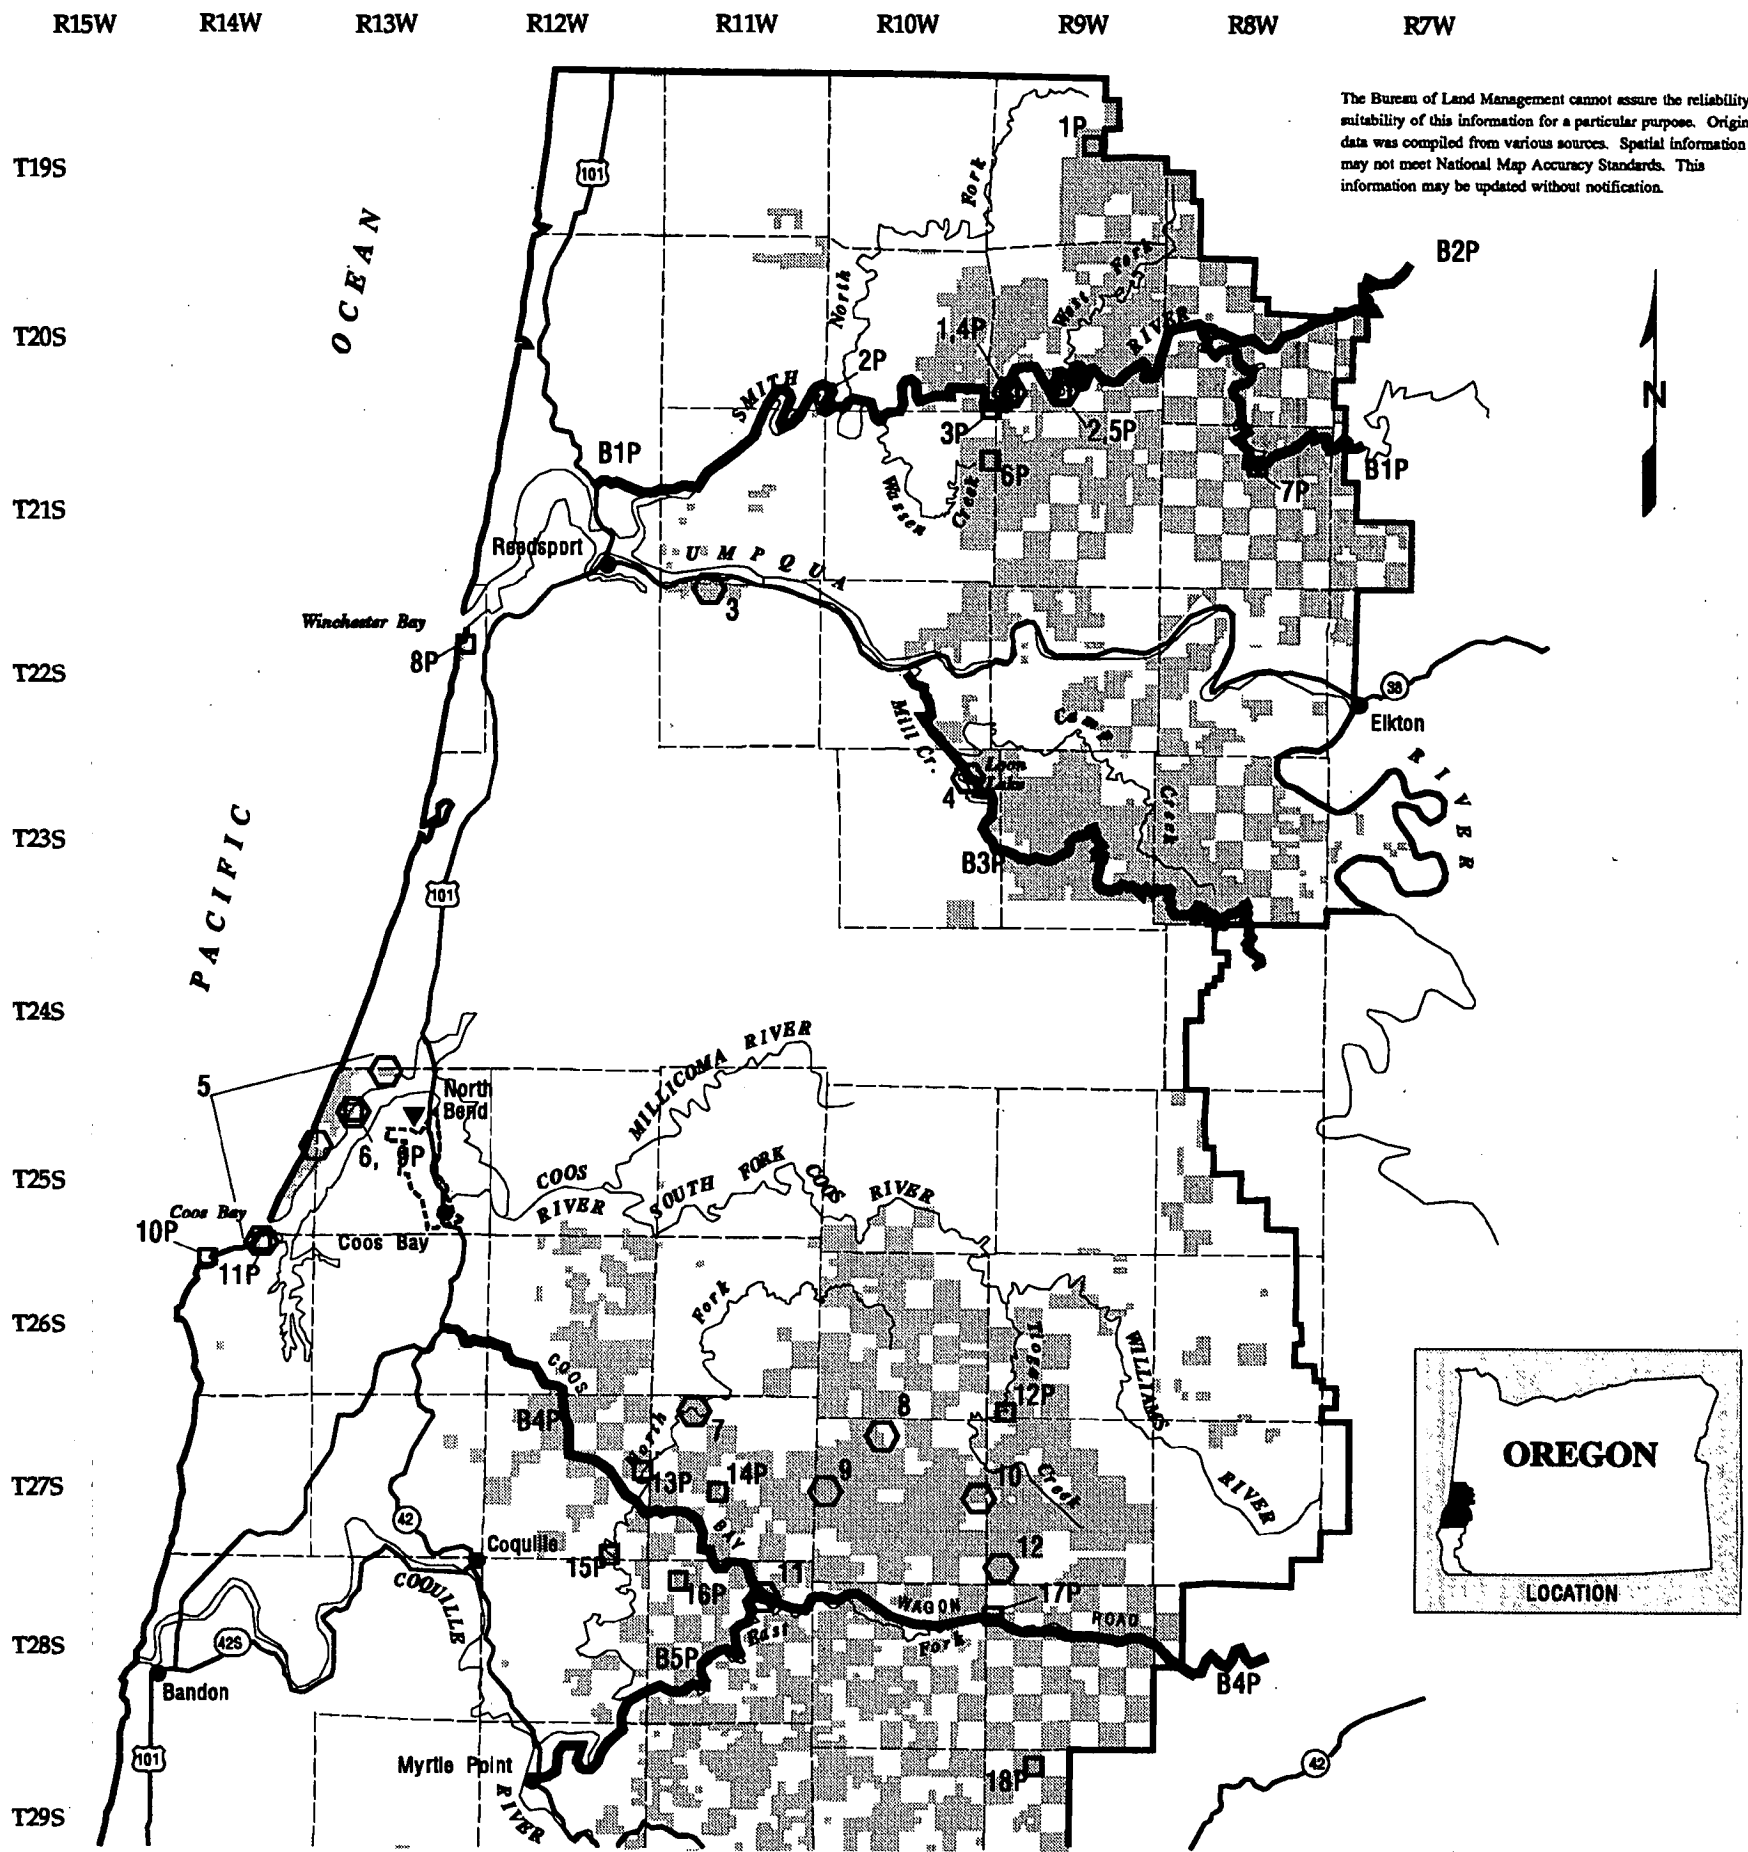 R15W R14W R13W R12W R11W R10W R9W R8W R7W
The Bureau of Land Management cannot assure the reliability
suitability of this information for a particular purpose. Origin
data was compiled from various sources. Spatial information
may not meet National Map Accuracy Standards. This
information may be updated without notification.
1P
T19S
101
Fork
OCEAN
B2P
North
West Fork
T20S
1,4P
RIVER
2P
SMITH
N
3P
2,5P
B1P
B1P
6P
7P
Wassen Creek
T21S
Reedsport
UMPQUA
3
Winchester Bay
8P
T22S
38
Elkton
Mill Cr.
Camp
RIVER
Loon
Lake
4
Creek
T23S
B3P
PACIFIC
101
T24S
MILLICOMA RIVER
5
North
Bend
6, 9P
T25S
COOS
RIVER
SOUTH FORK COOS RIVER
Coos Bay
10P
Coos Bay
11P
Fork
T26S
Tioga
WILLIAMS
COOS
12P
B4P
8
7
North
OREGON
T27S
13P
14P
9
10
Creek
RIVER
42
BAY
Coquille
12
15P
11
LOCATION
COQUILLE
16P
17P
WAGON
ROAD
T28S
42S
East
Fork
B5P
B4P
Bandon
101
Myrtle Point
42
18P
RIVER
T29S